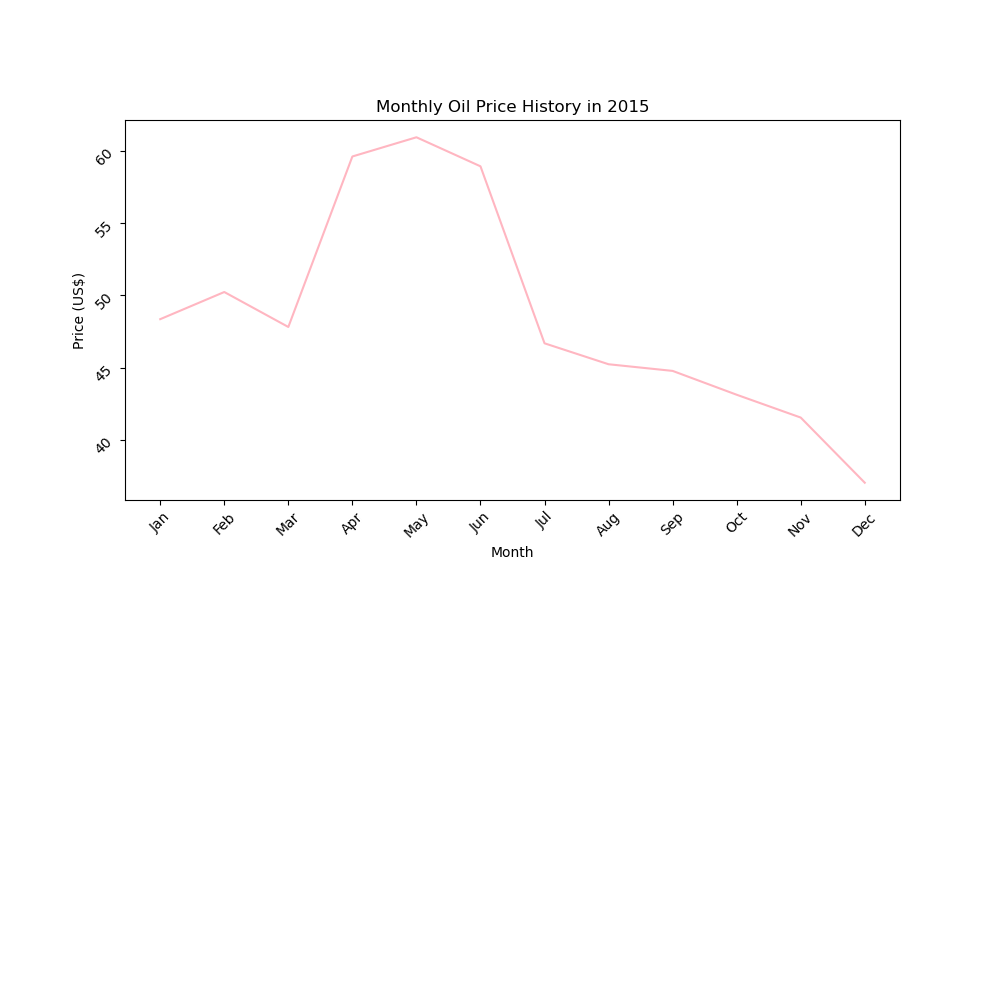 Monthly Oil Price History in 2015
60
55
50
45
40
Price (US$)
Jan
Feb
Mar
Apr
May
Jun
Jul
Aug
Sep
Oct
Nov
Dec
Month